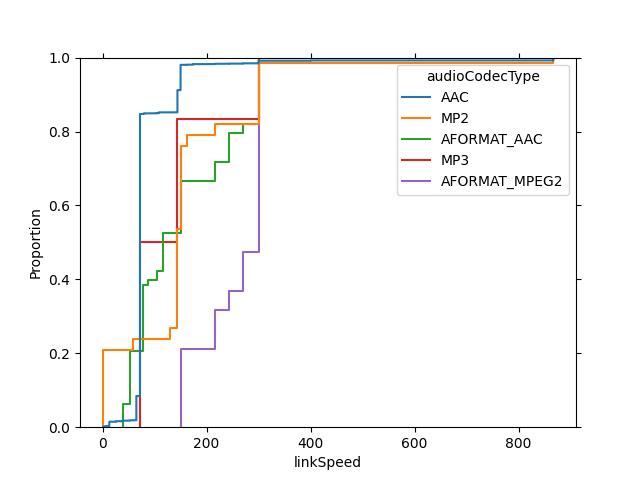 1.0
0.8
0.6
0.4
0.2
0.0
Proportion
0
200
400
600
800
linkSpeed
audioCodecType
AAC
MP2
AFORMAT_AAC
MP3
AFORMAT_MPEG2